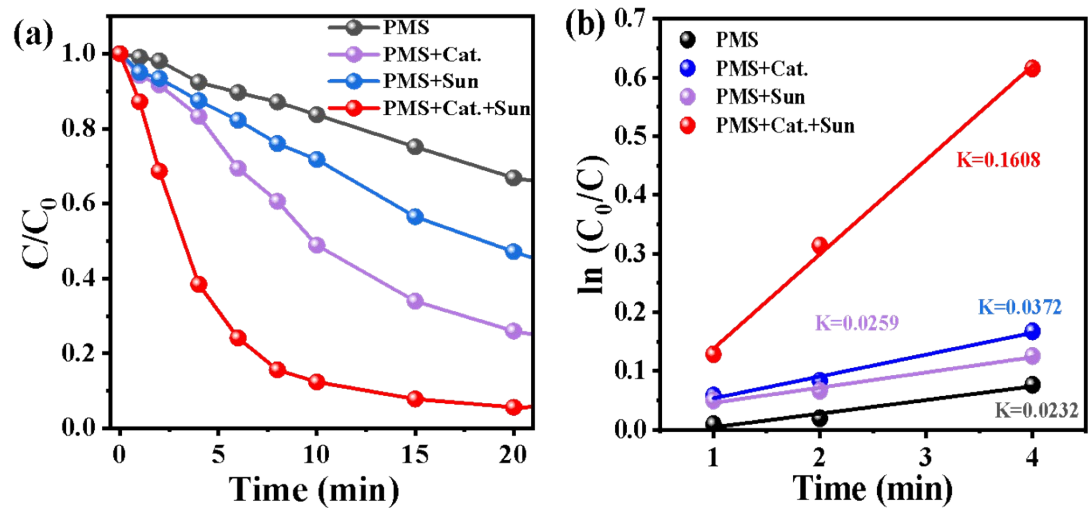 (a)
PMS
PMS+Cat.
PMS+Sun
PMS+Cat.+Sun
C/C0
1.0
0.8
0.6
0.4
0.2
0.0
0 5 10 15 20
Time (min)
(b)
PMS
PMS+Cat.
PMS+Sun
PMS+Cat.+Sun
ln (C0/C)
0.7
0.6
0.5
0.4
0.3
0.2
0.1
0.0
K=0.1608
K=0.0372
K=0.0259
K=0.0232
1 2 3 4
Time (min)